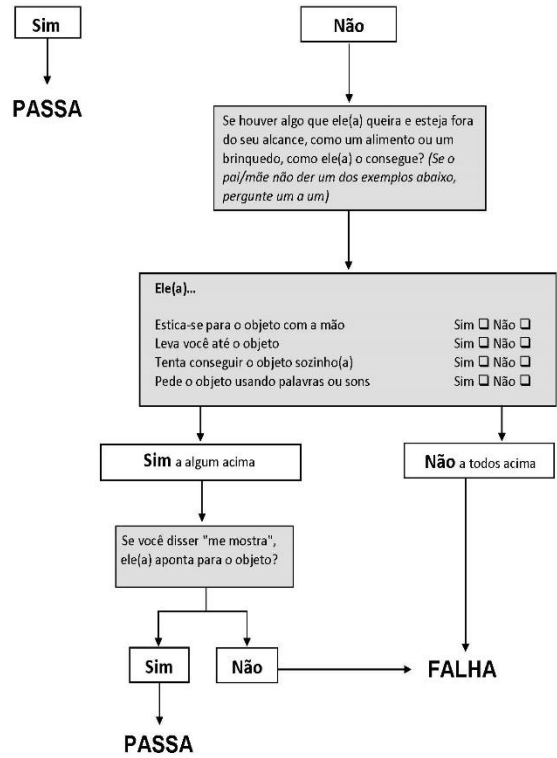 Sim
Não
PASSA
Se houver algo que ele(a) queira e esteja fora
do seu alcance, como um alimento ou um
brinquedo, como ele(a) o consegue? (Se o
pai/mãe não der um dos exemplos abaixo,
pergunte um a um)
Ele(a)...
Estica-se para o objeto com a mão Sim ❑ Não ❑
Leva você até o objeto Sim ❑ Não ❑
Tenta conseguir o objeto sozinho(a) Sim ❑ Não ❑
Pede o objeto usando palavras ou sons Sim ❑ Não ❑
Sim a algum acima
Não a todos acima
Se você disser "me mostra",
ele(a) aponta para o objeto?
Sim
Não
FALHA
PASSA